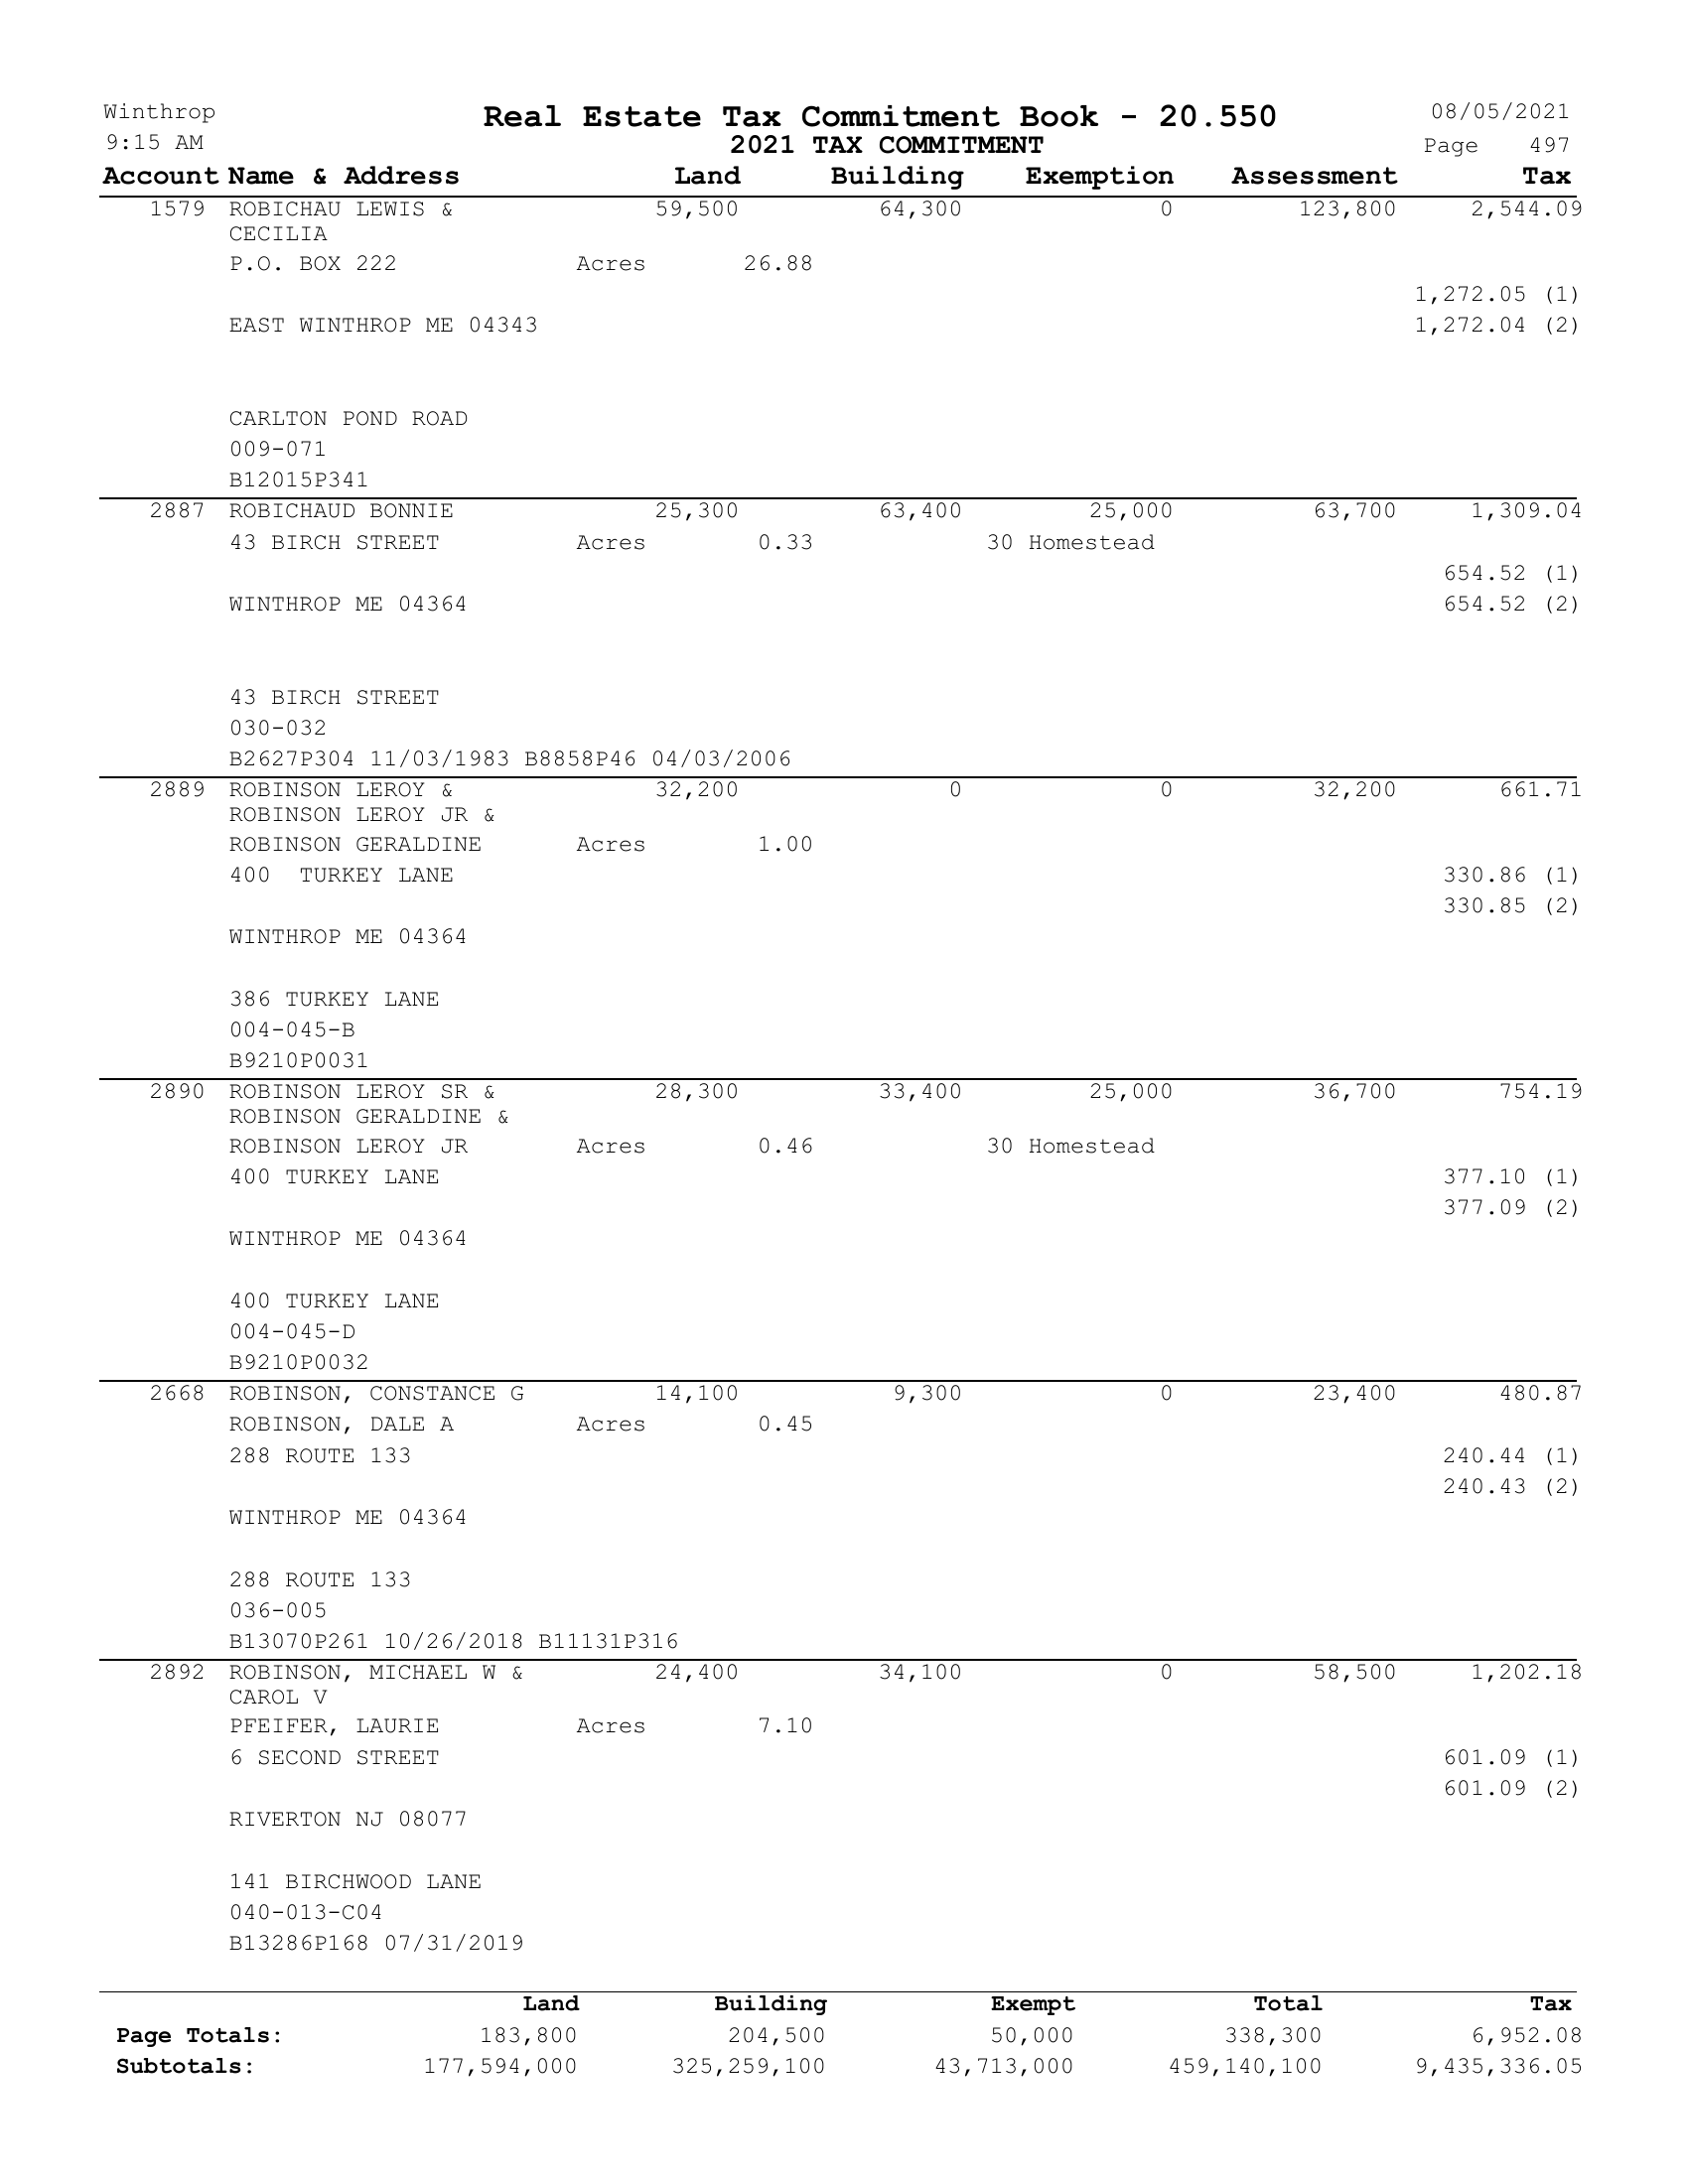 Winthrop Real Estate Tax Commitment Book - 20.550 08/05/2021
9:15 AM 2021 TAX COMMITMENT Page 497
Account Name & Address Land Building Exemption Assessment Tax
1579 ROBICHAU LEWIS & 59,500 64,300 0 123,800 2,544.09
CECILIA
P.O. BOX 222 Acres 26.88
1,272.05 (1)
EAST WINTHROP ME 04343 1,272.04 (2)
CARLTON POND ROAD
009-071
B12015P341
2887 ROBICHAUD BONNIE 25,300 63,400 25,000 63,700 1,309.04
43 BIRCH STREET Acres 0.33 30 Homestead
654.52 (1)
WINTHROP ME 04364 654.52 (2)
43 BIRCH STREET
030-032
B2627P304 11/03/1983 B8858P46 04/03/2006
2889 ROBINSON LEROY & 32,200 0 0 32,200 661.71
ROBINSON LEROY JR &
ROBINSON GERALDINE Acres 1.00
400  TURKEY LANE 330.86 (1)
330.85 (2)
WINTHROP ME 04364
386 TURKEY LANE
004-045-B
B9210P0031
2890 ROBINSON LEROY SR & 28,300 33,400 25,000 36,700 754.19
ROBINSON GERALDINE &
ROBINSON LEROY JR Acres 0.46 30 Homestead
400 TURKEY LANE 377.10 (1)
377.09 (2)
WINTHROP ME 04364
400 TURKEY LANE
004-045-D
B9210P0032
2668 ROBINSON, CONSTANCE G 14,100 9,300 0 23,400 480.87
ROBINSON, DALE A Acres 0.45
288 ROUTE 133 240.44 (1)
240.43 (2)
WINTHROP ME 04364
288 ROUTE 133
036-005
B13070P261 10/26/2018 B11131P316
2892 ROBINSON, MICHAEL W & 24,400 34,100 0 58,500 1,202.18
CAROL V
PFEIFER, LAURIE Acres 7.10
6 SECOND STREET 601.09 (1)
601.09 (2)
RIVERTON NJ 08077
141 BIRCHWOOD LANE
040-013-C04
B13286P168 07/31/2019
Land Building Exempt Total Tax
Page Totals: 183,800 204,500 50,000 338,300 6,952.08
Subtotals: 177,594,000 325,259,100 43,713,000 459,140,100 9,435,336.05